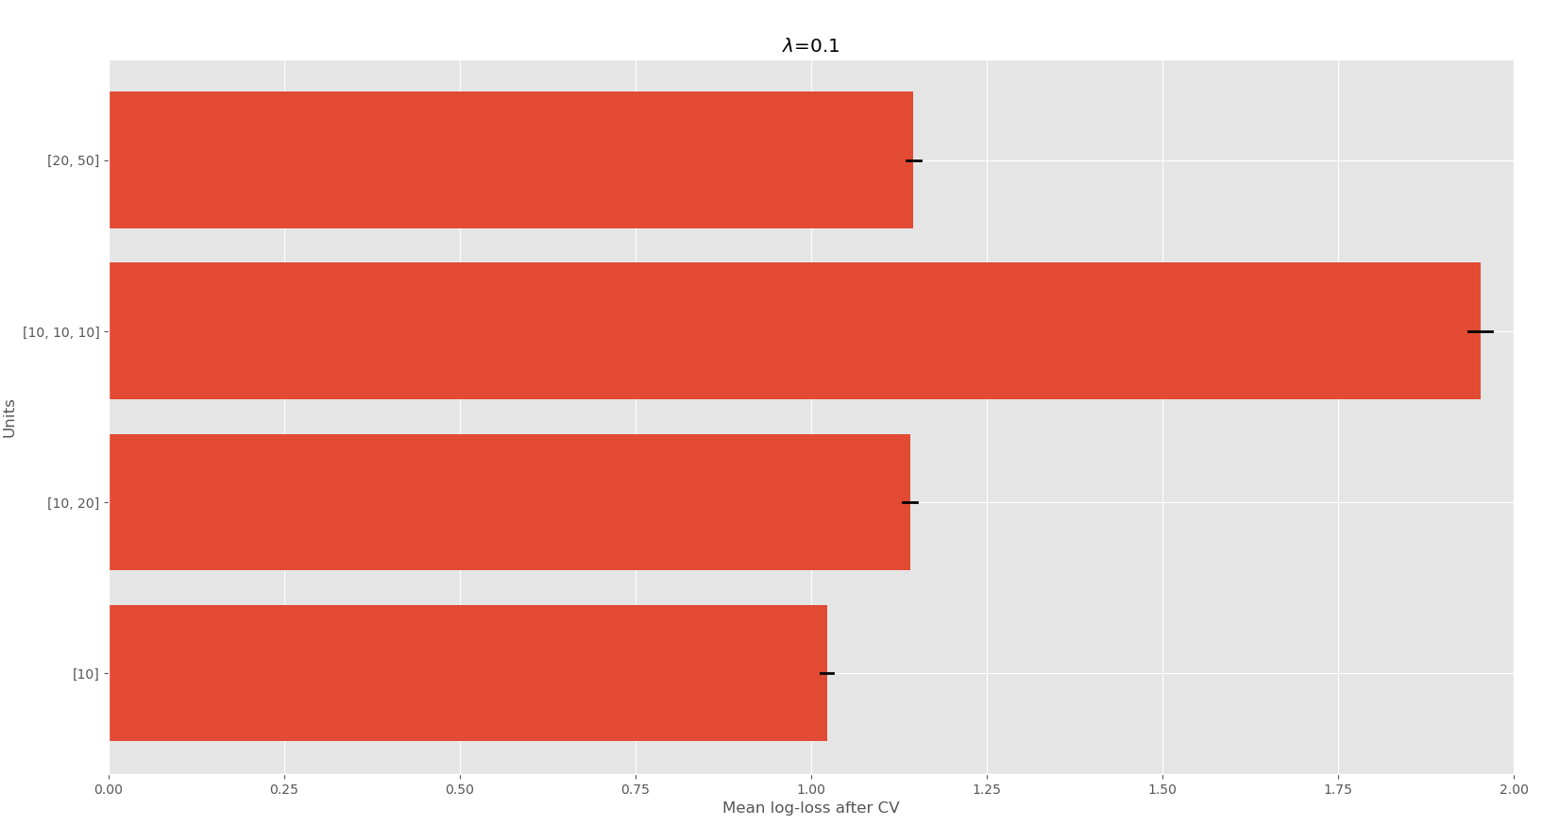 λ=0.1
[20, 50]
[10, 10, 10]
Units
[10, 20]
[10]
0.00 0.25 0.50 0.75 1.00 1.25 1.50 1.75 2.00
Mean log-loss after CV